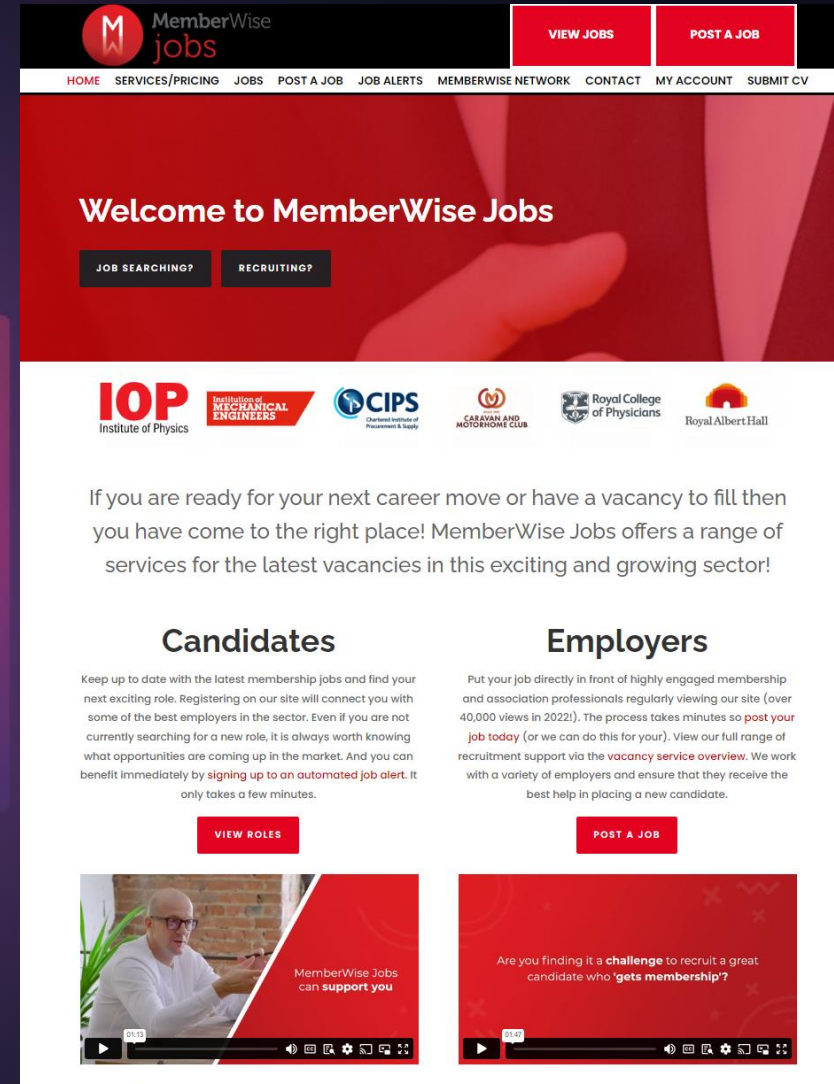 MemberWise
jobs
VIEW JOBS
POST A JOB
HOME SERVICES/PRICING JOBS POST A JOB JOB ALERTS MEMBERWISE NETWORK CONTACT MY ACCOUNT SUBMIT CV
Welcome to MemberWise Jobs
JOB SEARCHING?
RECRUITING?
IOP
Institute of Physics
Institution of
MECHANICAL
ENGINEERS
CIPS
Chartered Institute of
Procurement & Supply
CARAVAN AND
MOTORHOME CLUB
Royal College
of Physicians
Royal Albert Hall
If you are ready for your next career move or have a vacancy to fill then
you have come to the right place! MemberWise Jobs offers a range of
services for the latest vacancies in this exciting and growing sector!
Candidates
Keep up to date with the latest membership jobs and find your
next exciting role. Registering on our site will connect you with
some of the best employers in the sector. Even if you are not
currently searching for a new role, it is always worth knowing
what opportunities are coming up in the market. And you can
benefit immediately by signing up to an automated job alert. It
only takes a few minutes.
VIEW ROLES
Employers
Put your job directly in front of highly engaged membership
and association professionals regularly viewing our site (over
40,000 views in 2022!). The process takes minutes so post your
job today (or we can do this for your). View our full range of
recruitment support via the vacancy service overview. We work
with a variety of employers and ensure that they receive the
best help in placing a new candidate.
POST A JOB
MemberWise Jobs
can support you
01:13
Are you finding it a challenge to recruit a great
candidate who 'gets membership'?
01:47